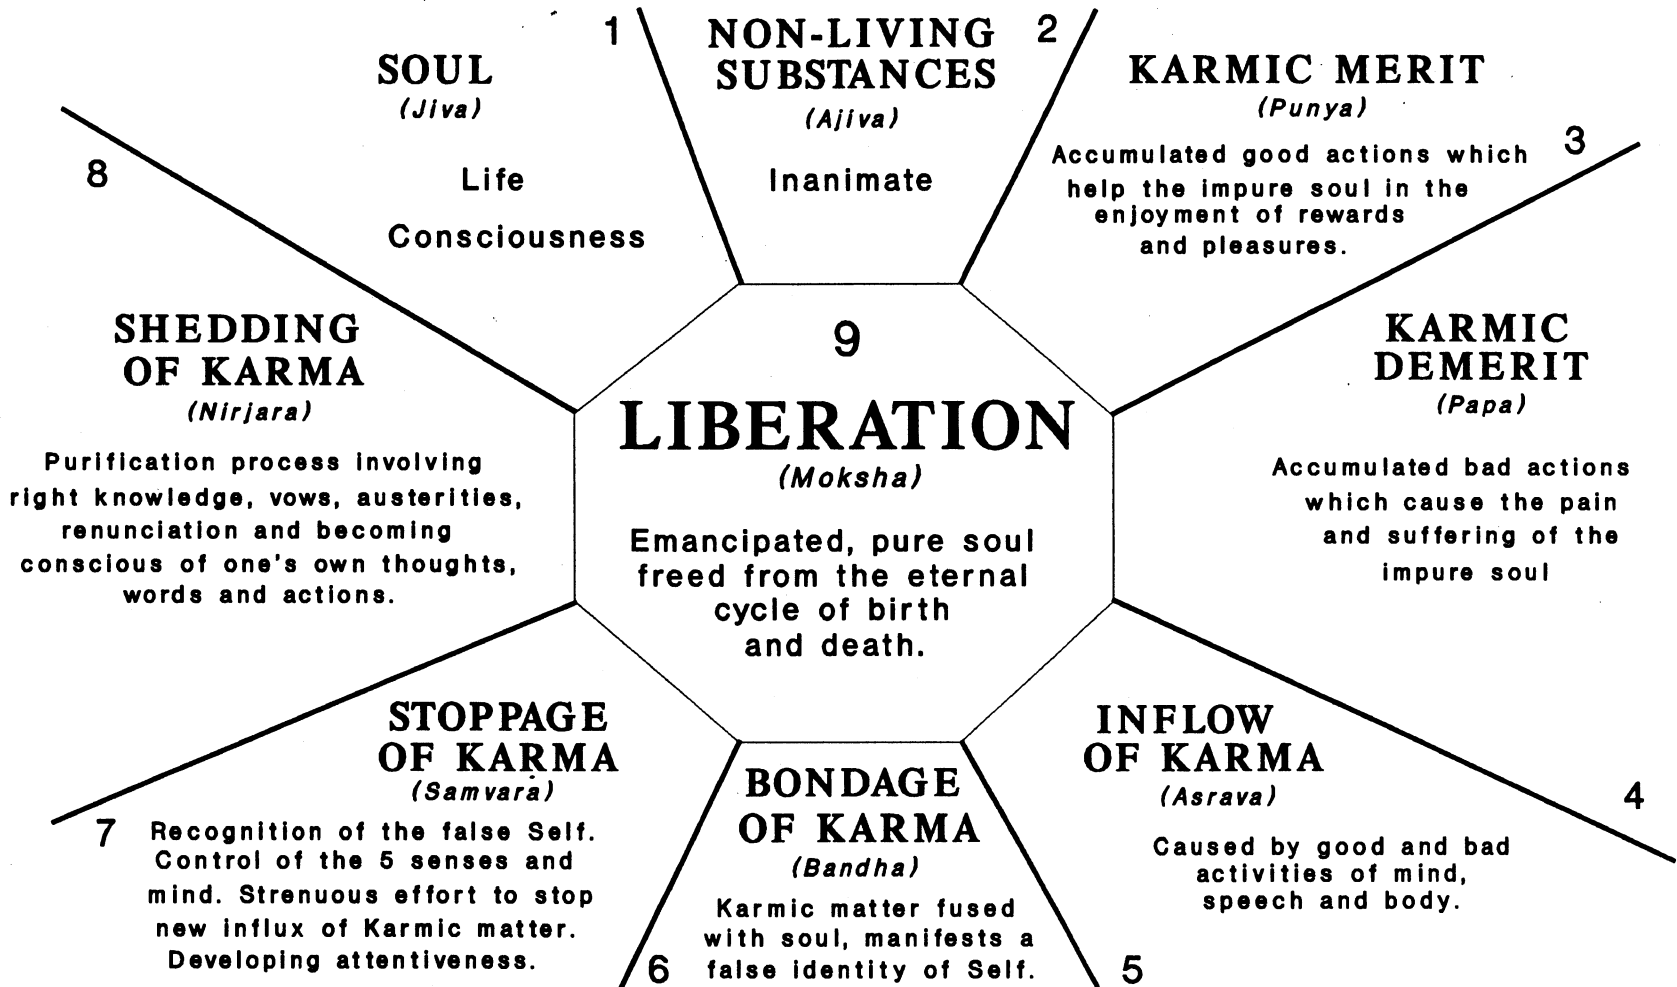 1
SOUL
(Jiva)
Life
Consciousness
2
NON-LIVING
SUBSTANCES
(Ajiva)
Inanimate
3
KARMIC MERIT
(Punya)
Accumulated good actions which
help the impure soul in the
enjoyment of rewards
and pleasures.
4
KARMIC
DEMERIT
(Papa)
Accumulated bad actions
which cause the pain
and suffering of the
impure soul
5
INFLOW
OF KARMA
(Asrava)
Caused by good and bad
activities of mind,
speech and body.
6
BONDAGE
OF KARMA
(Bandha)
Karmic matter fused
with soul, manifests a
false identity of Self.
7
STOPPAGE
OF KARMA
(Samvara)
Recognition of the false Self.
Control of the 5 senses and
mind. Strenuous effort to stop
new influx of Karmic matter.
Developing attentiveness.
8
SHEDDING
OF KARMA
(Nirjara)
Purification process involving
right knowledge, vows, austerities,
renunciation and becoming
conscious of one's own thoughts,
words and actions.
9
LIBERATION
(Moksha)
Emancipated, pure soul
freed from the eternal
cycle of birth
and death.